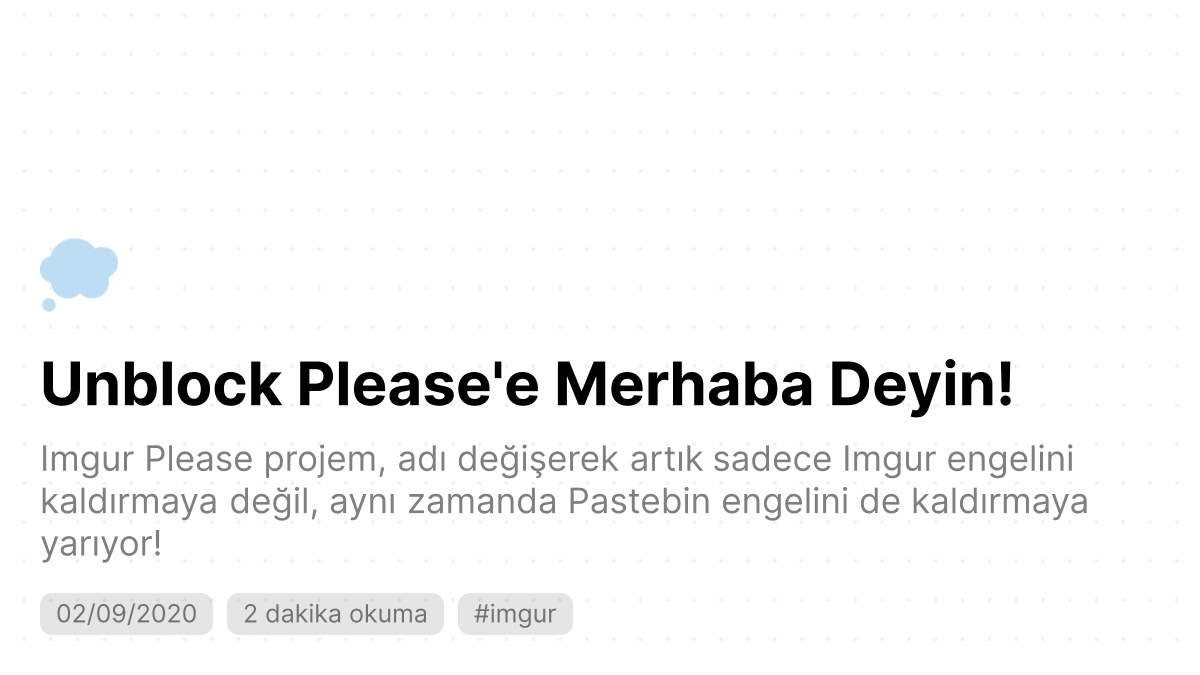 Unblock Please'e Merhaba Deyin!
Imgur Please projem, adı değişerek artık sadece Imgur engelini
kaldırmaya değil, aynı zamanda Pastebin engelini de kaldırmaya
yarıyor!
02/09/2020 2 dakika okuma #imgur